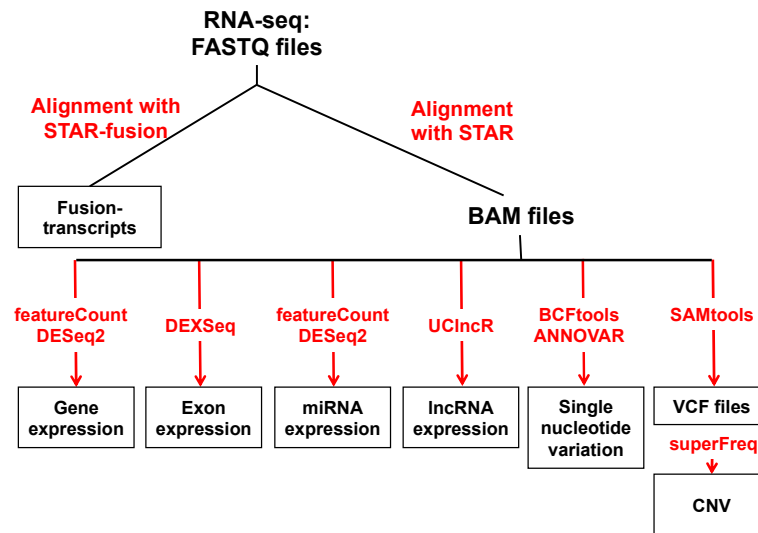 RNA-seq:
FASTQ files
Alignment with
STAR-fusion
Alignment
with STAR
Fusion-
transcripts
BAM files
featureCount
DESeq2
DEXSeq
featureCount
DESeq2
UClncR
BCFtools
ANNOVAR
SAMtools
Gene
expression
Exon
expression
miRNA
expression
lncRNA
expression
Single
nucleotide
variation
VCF files
superFreq
CNV